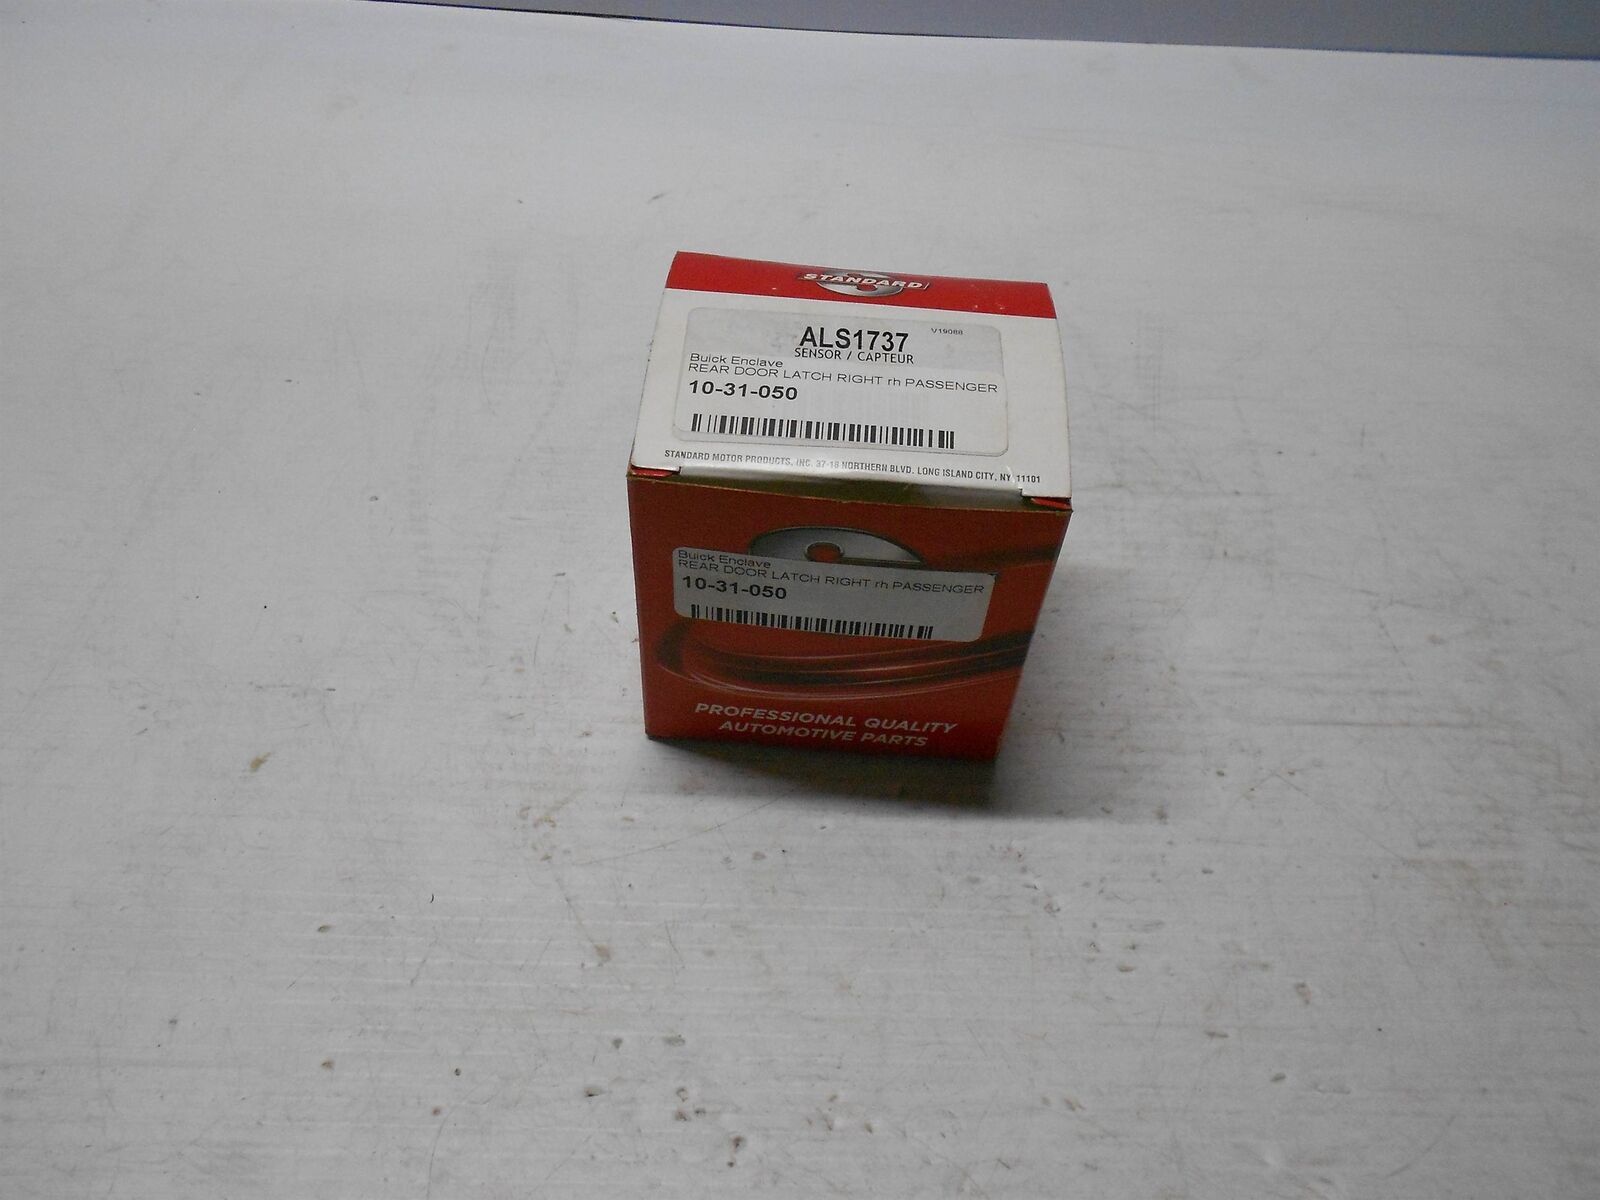 STANDARD
V19088
ALS1737
SENSOR / CAPTEUR
Buick Enclave
REAR DOOR LATCH RIGHT rh PASSENGER
10-31-050
STANDARD MOTOR PRODUCTS, INC. 37-18 NORTHERN BLVD. LONG ISLAND CITY, NY 11101
Buick Enclave
REAR DOOR LATCH RIGHT rh PASSENGER
10-31-050
PROFESSIONAL QUALITY
AUTOMOTIVE PARTS